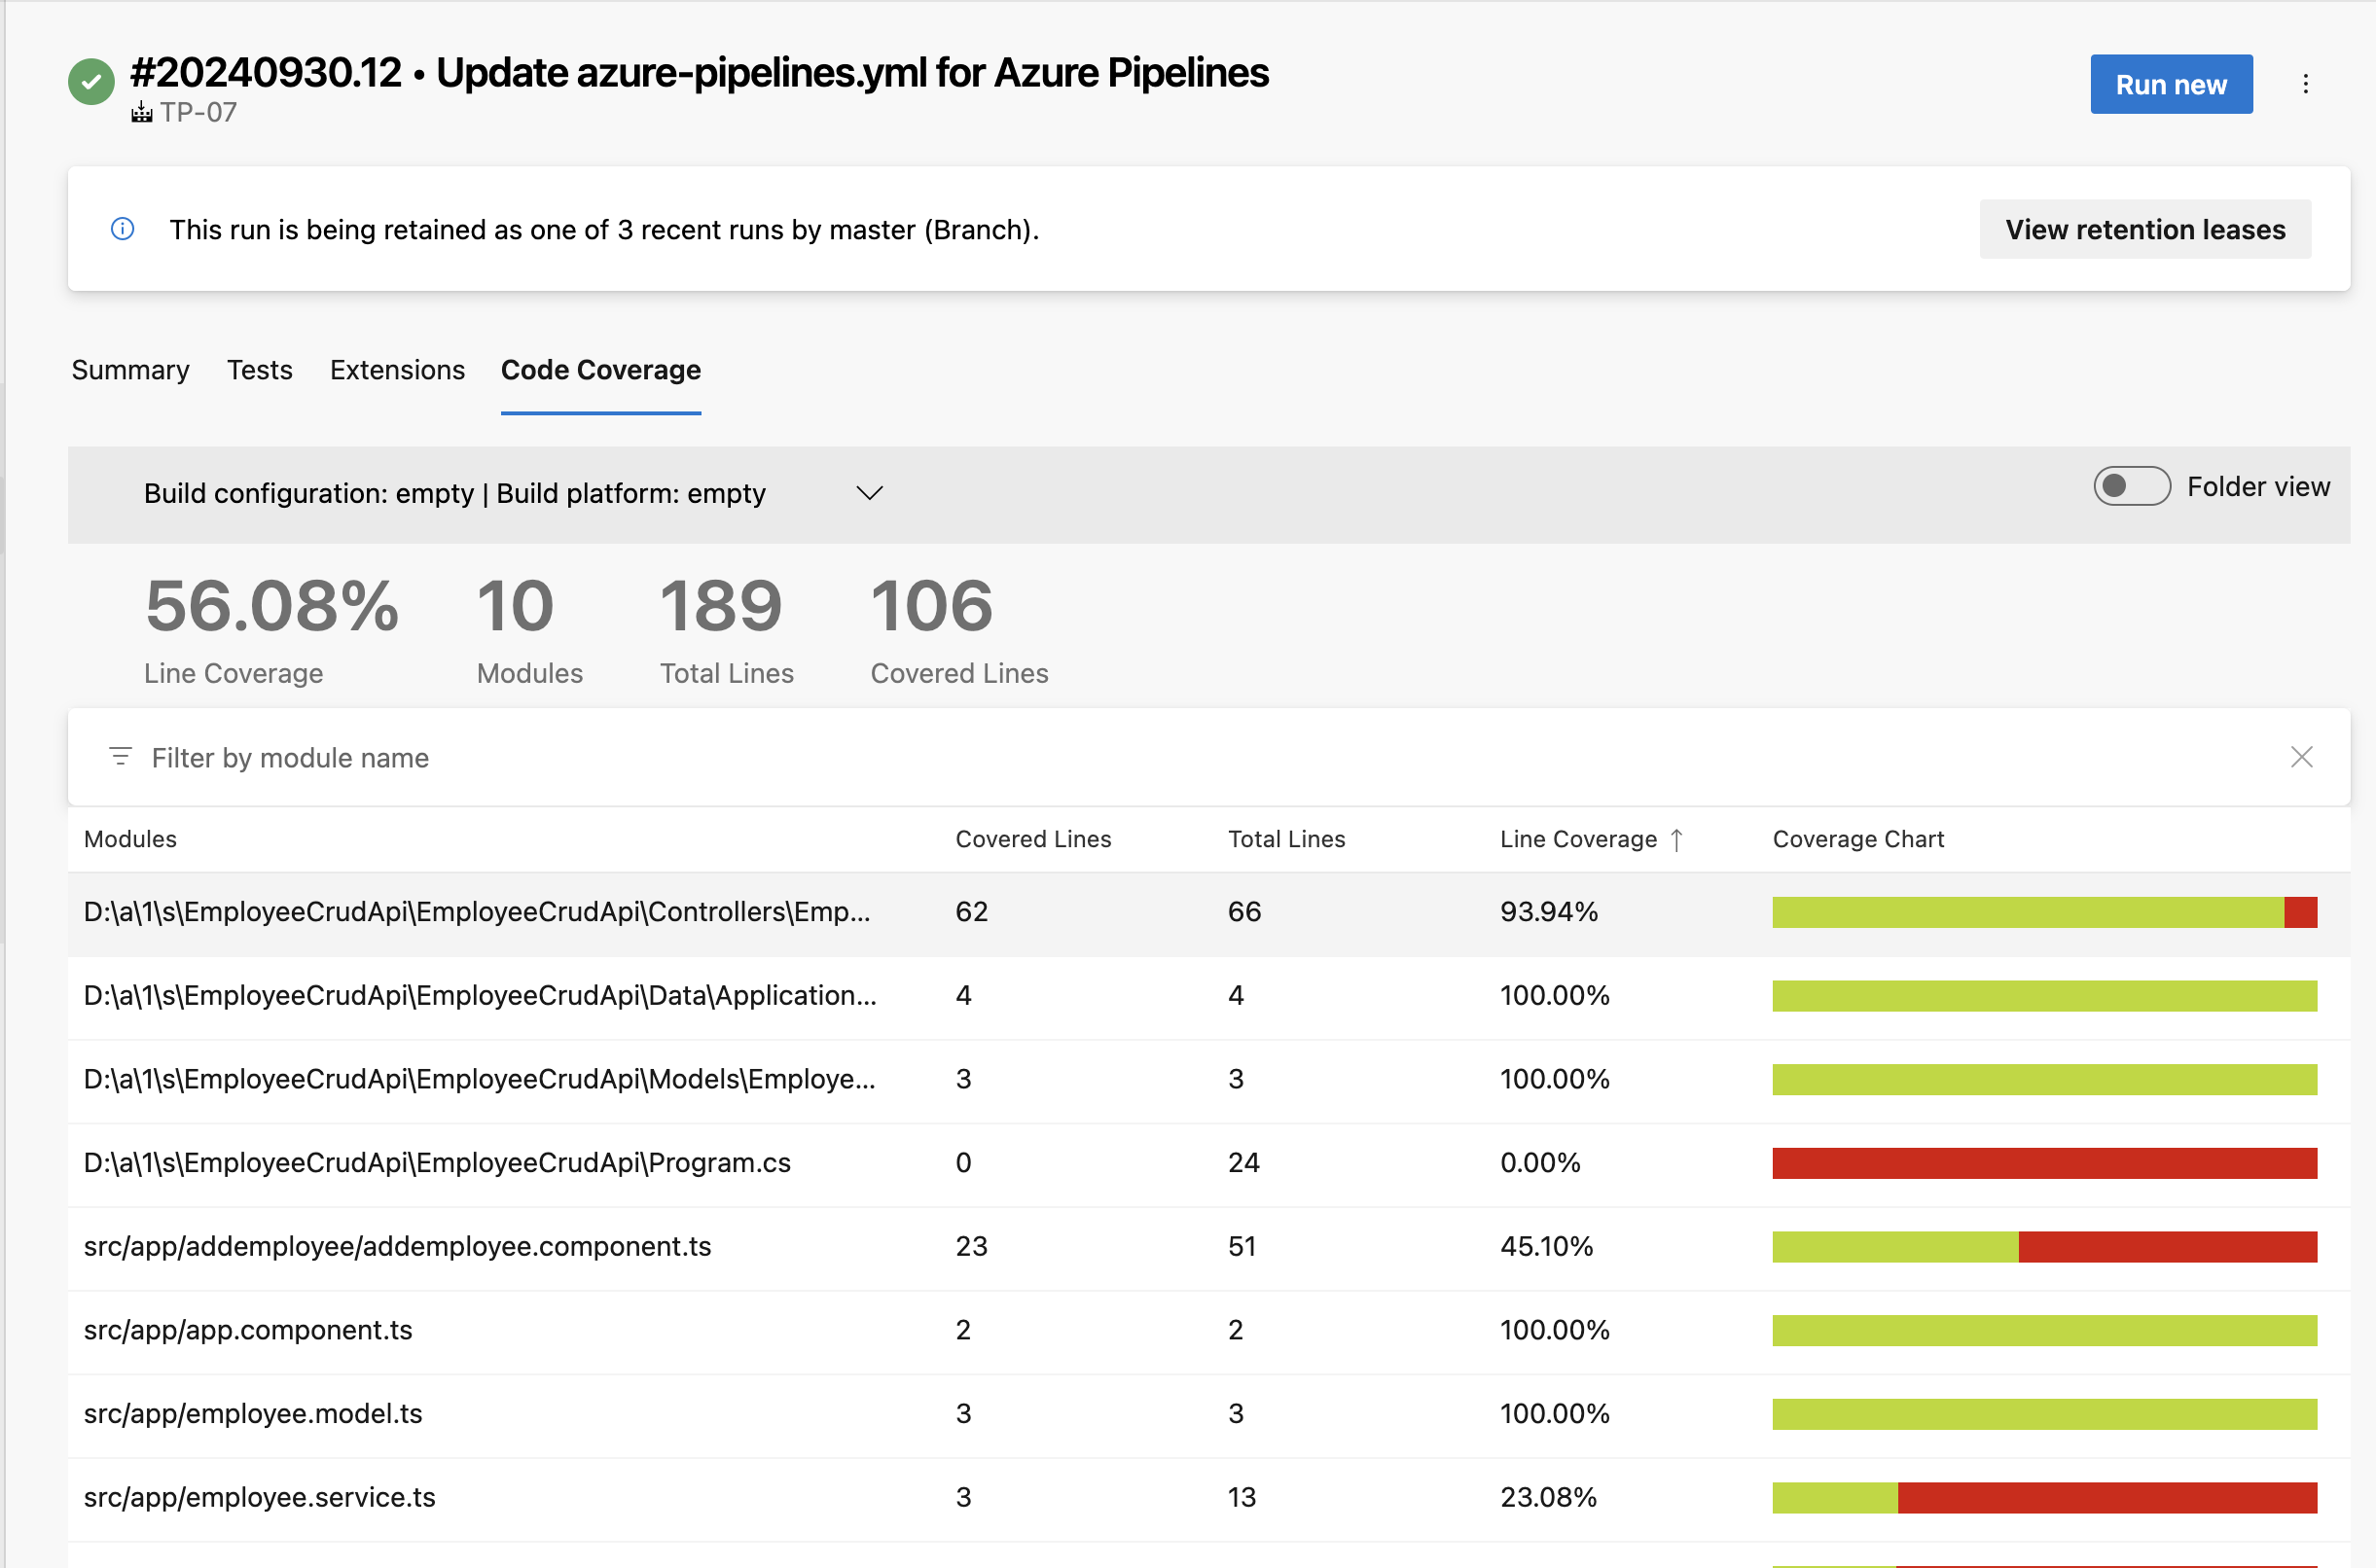 #20240930.12 • Update azure-pipelines.yml for Azure Pipelines
TP-07
Run new
This run is being retained as one of 3 recent runs by master (Branch).
View retention leases
Summary Tests Extensions Code Coverage
Build configuration: empty | Build platform: empty
Folder view
56.08% 10 189 106
Line Coverage Modules Total Lines Covered Lines
Filter by module name
Modules Covered Lines Total Lines Line Coverage ↑ Coverage Chart
D:\a\1\s\EmployeeCrudApi\EmployeeCrudApi\Controllers\Emp... 62 66 93.94%
D:\a\1\s\EmployeeCrudApi\EmployeeCrudApi\Data\Application... 4 4 100.00%
D:\a\1\s\EmployeeCrudApi\EmployeeCrudApi\Models\Employe... 3 3 100.00%
D:\a\1\s\EmployeeCrudApi\EmployeeCrudApi\Program.cs 0 24 0.00%
src/app/addemployee/addemployee.component.ts 23 51 45.10%
src/app/app.component.ts 2 2 100.00%
src/app/employee.model.ts 3 3 100.00%
src/app/employee.service.ts 3 13 23.08%